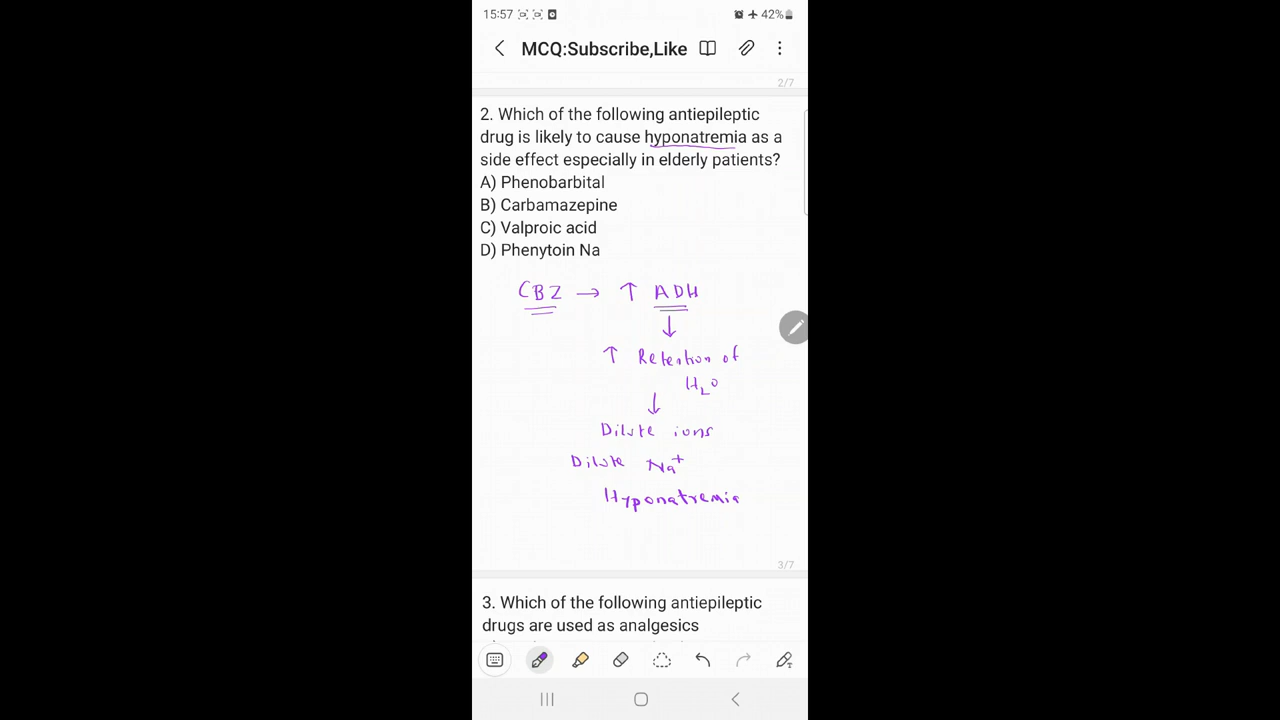 15:57
42%
MCQ:Subscribe,Like
2/7
2. Which of the following antiepileptic
drug is likely to cause hyponatremia as a
side effect especially in elderly patients?
A) Phenobarbital
B) Carbamazepine
C) Valproic acid
D) Phenytoin Na
CBZ → ↑ ADH
↓
↑ Retention of
H₂O
↓
Dilute ions
Dilute Na⁺
Hyponatremia
3/7
3. Which of the following antiepileptic
drugs are used as analgesics